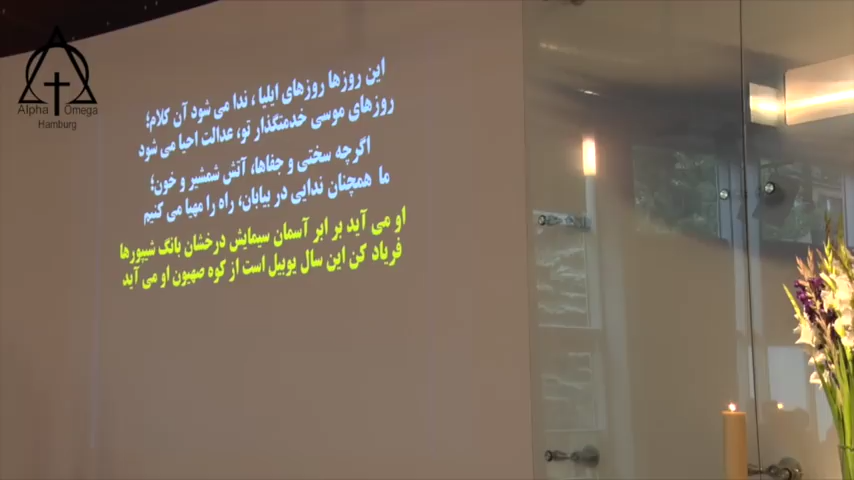 Alpha Omega
Hamburg
این روزها روزهای ایلیا ، ندا می شود آن کلام؛
روزهای موسی خدمتگذار تو، عدالت احیا می شود
اگرچه سختی و جفاها، آتش شمشیر و خون؛
ما همچنان ندایی در بیابان، راه را مهیا می کنیم
او می آید بر ابر آسمان سیمایش درخشان بانگ شیپورها
فریاد کن این سال یوبیل است از کوه صهیون او می آید